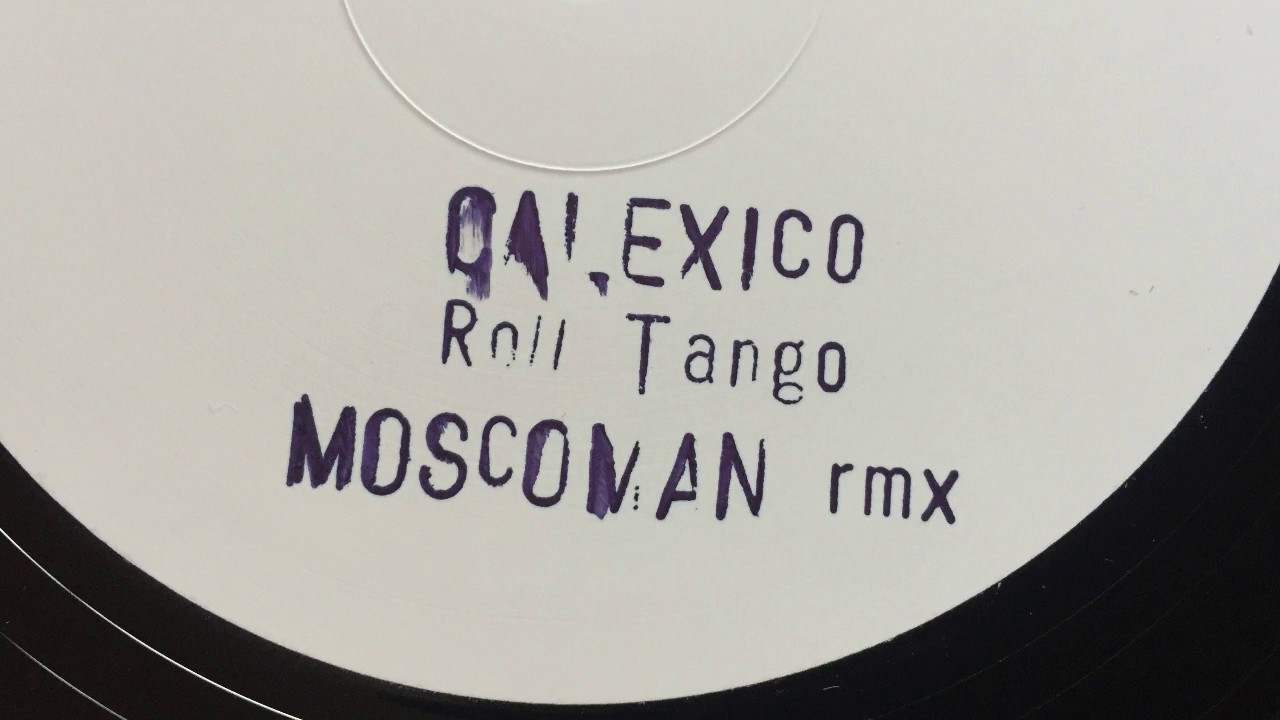 CALEXICO
Roll Tango
MOSCOMAN rmx